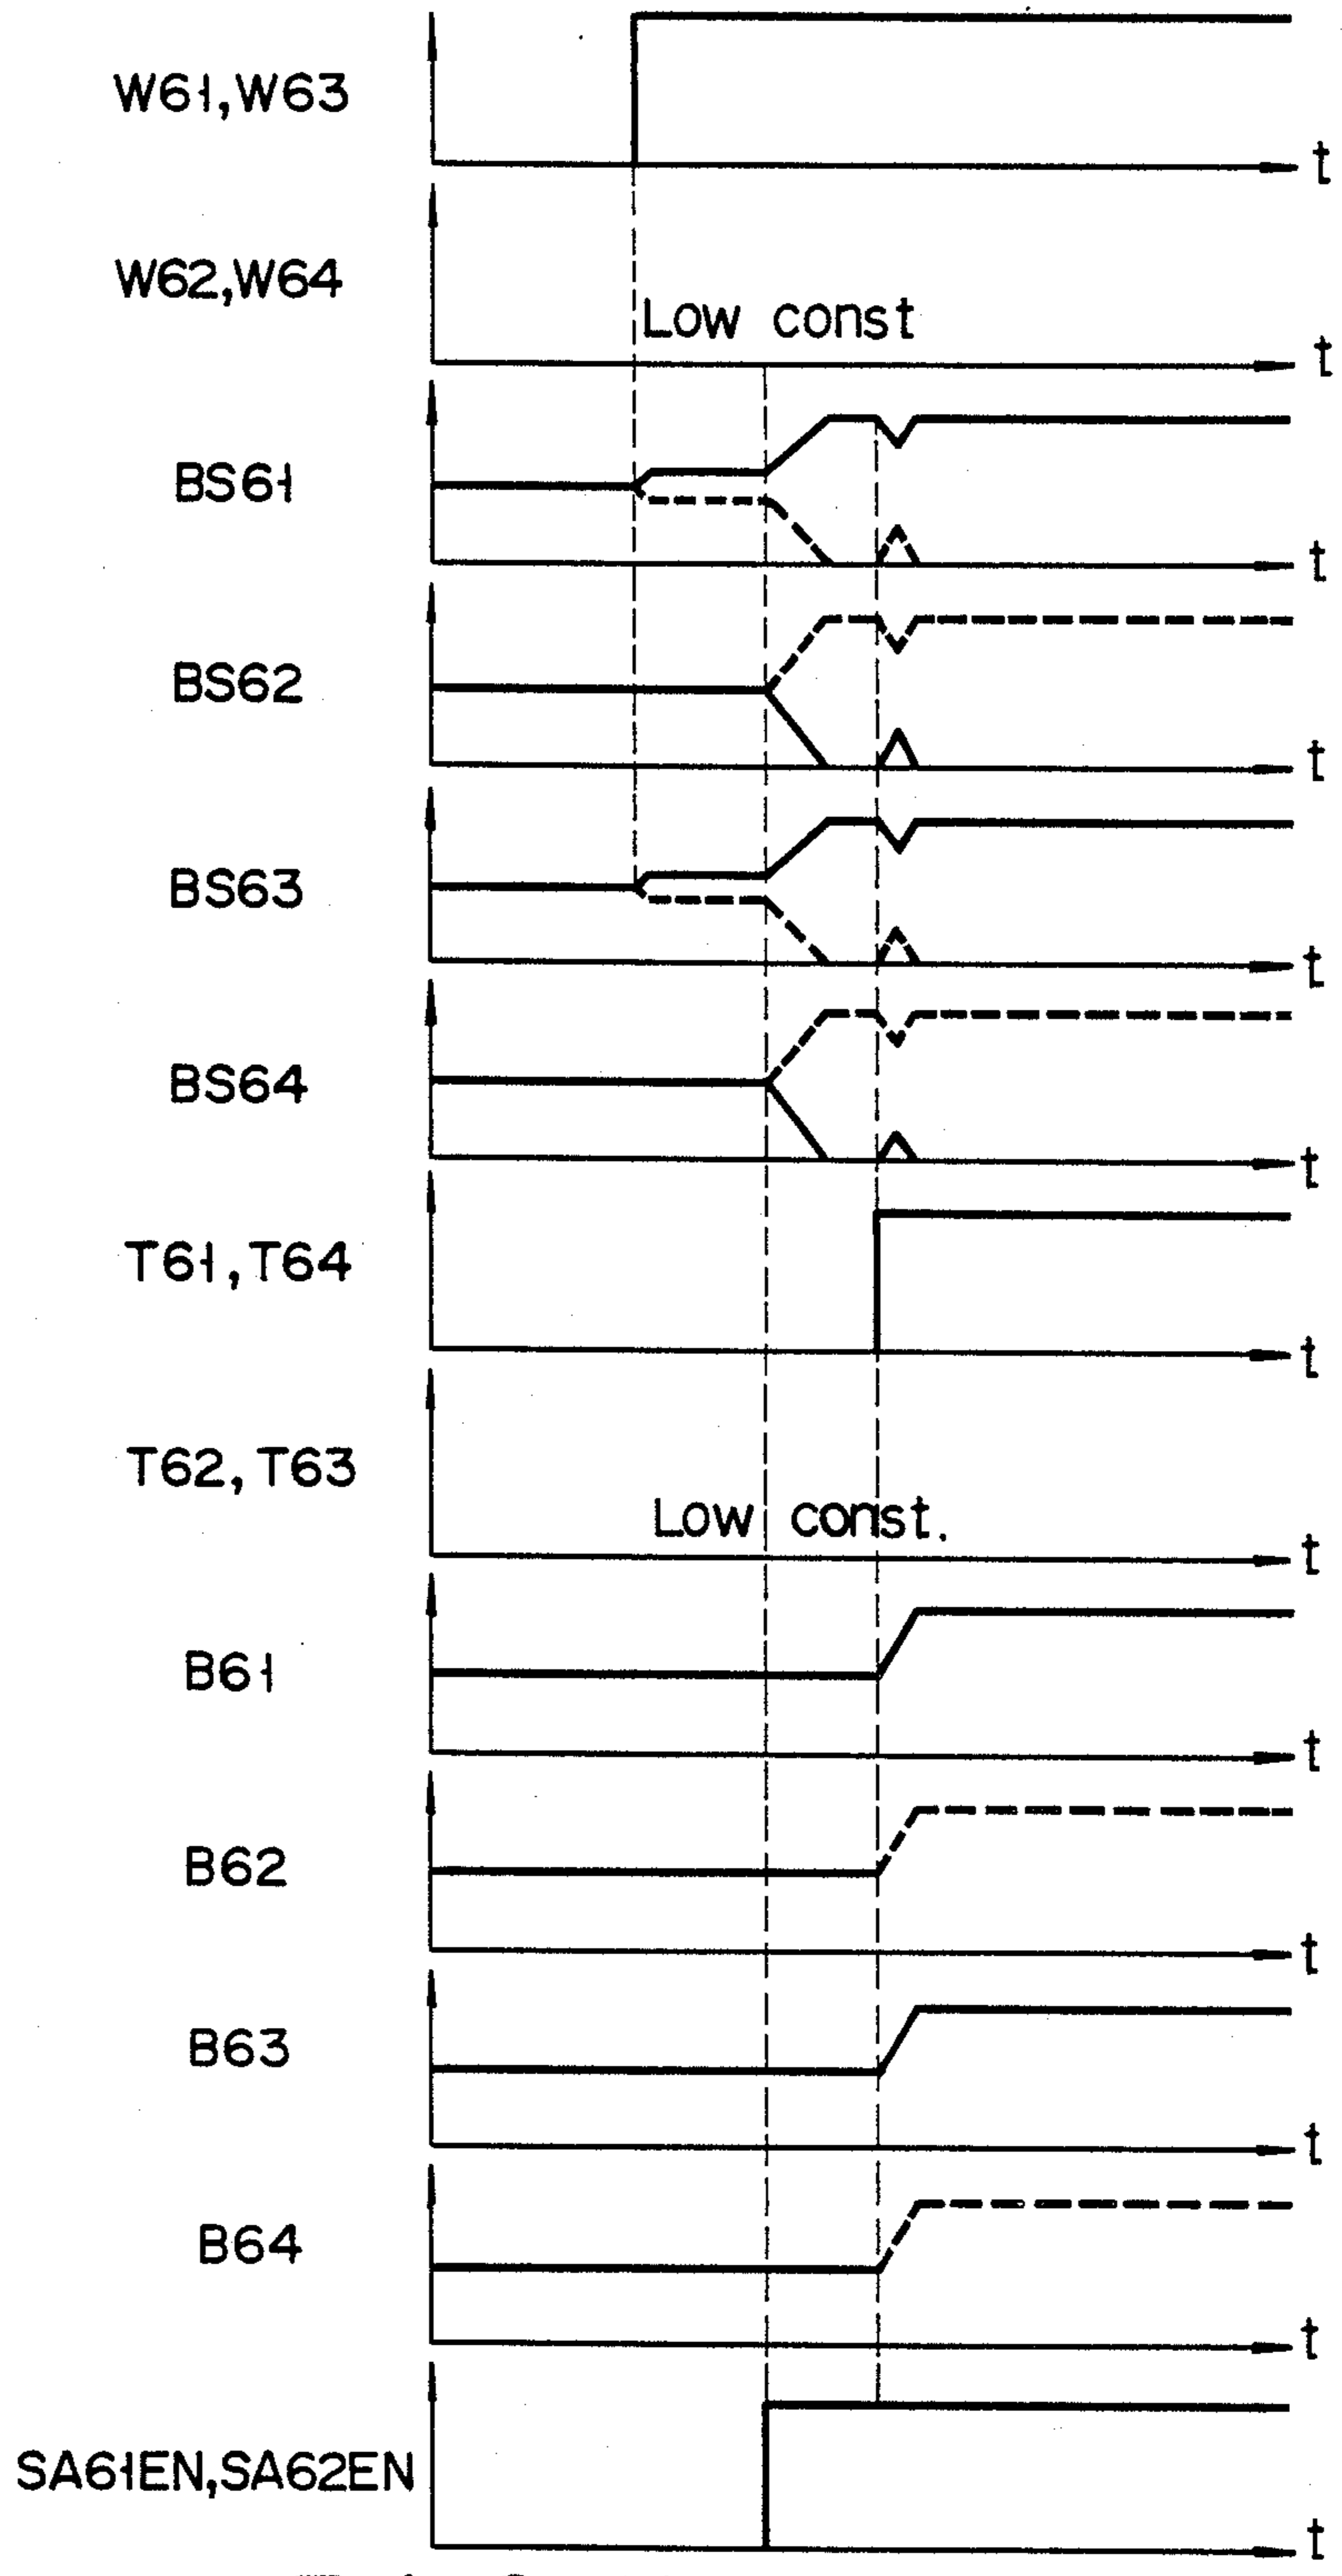 W61,W63
t
W62,W64
Low const
t
BS61
t
BS62
t
BS63
t
BS64
t
T61,T64
t
T62,T63
Low const.
t
B61
t
B62
t
B63
t
B64
t
SA61EN,SA62EN
t